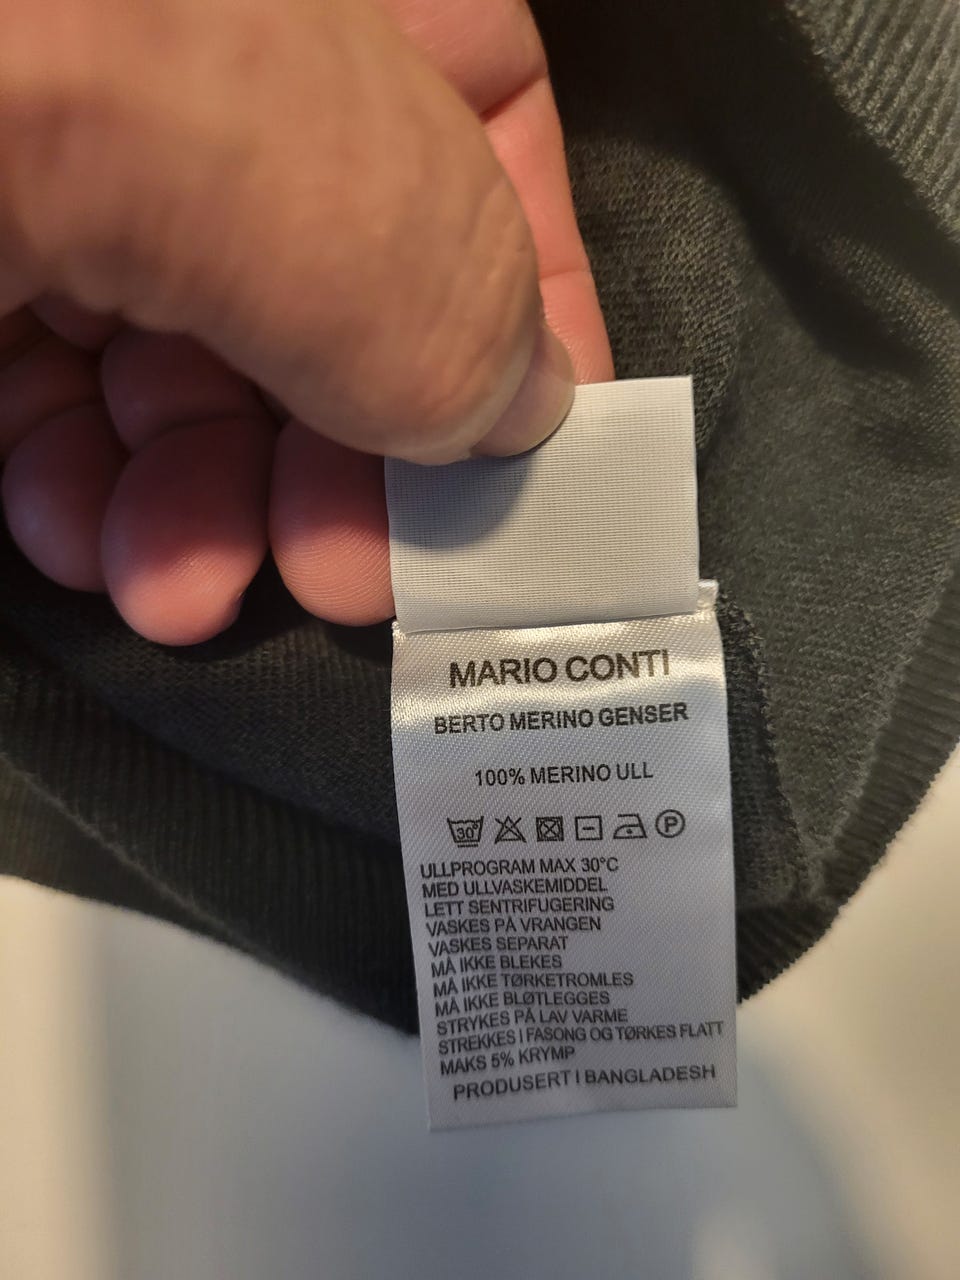 MARIO CONTI
BERTO MERINO GENSER
100% MERINO ULL
30° P
ULLPROGRAM MAX 30°C
MED ULLVASKEMIDDEL
LETT SENTRIFUGERING
VASKES PÅ VRANGEN
VASKES SEPARAT
MÅ IKKE BLEKES
MÅ IKKE TØRKETROMLES
MÅ IKKE BLØTLEGGES
STRYKES PÅ LAV VARME
STREKKES I FASONG OG TØRKES FLATT
MAKS 5% KRYMP
PRODUSERT I BANGLADESH